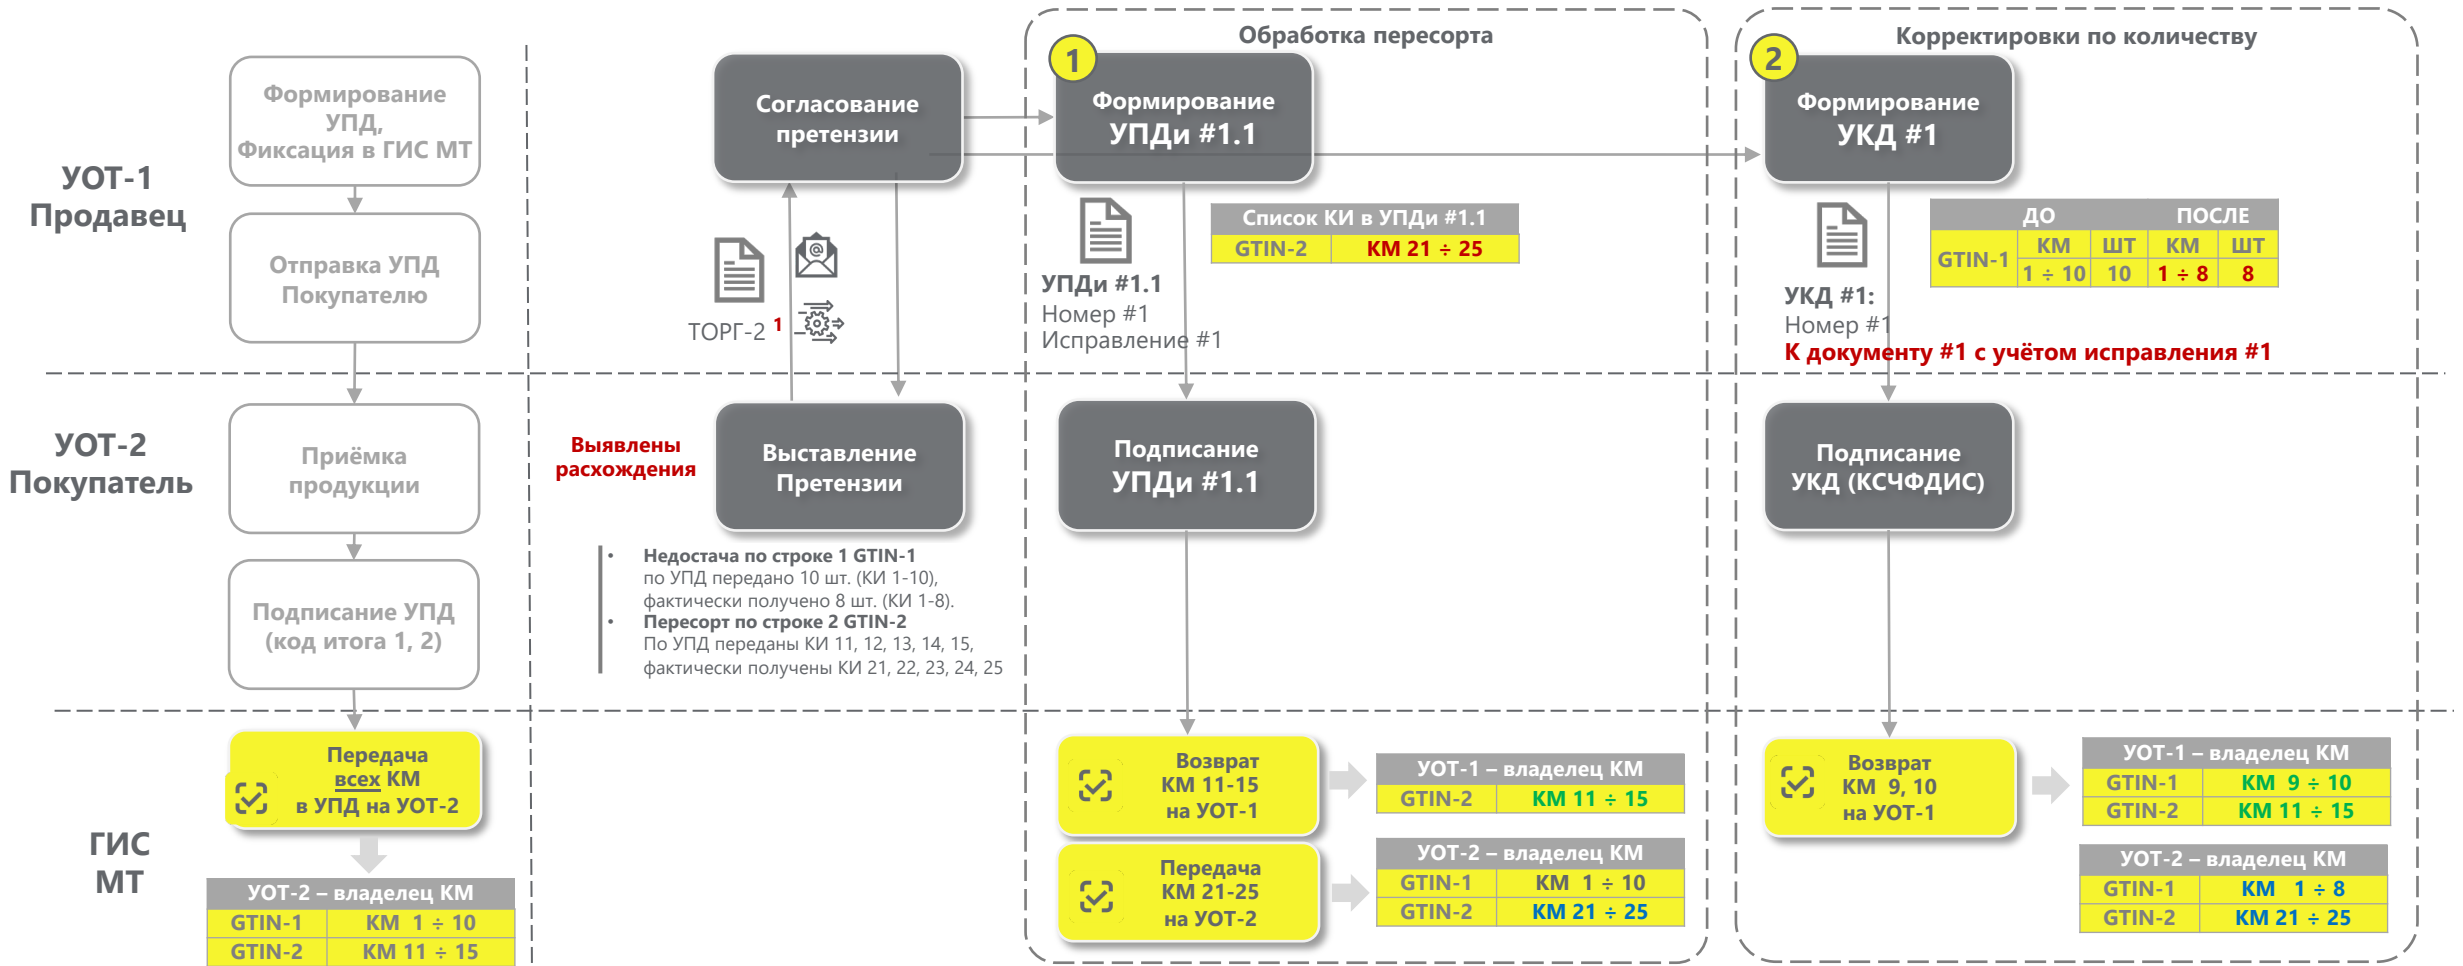 УОТ-1
Продавец
УОТ-2
Покупатель
ГИС
МТ
Формирование
УПД,
Фиксация в ГИС МТ
Отправка УПД
Покупателю
Приёмка
продукции
Подписание УПД
(код итога 1, 2)
Передача
всех КМ
в УПД на УОТ-2
УОТ-2 – владелец КМ
GTIN-1 КМ 1 ÷ 10
GTIN-2 КМ 11 ÷ 15
Согласование
претензии
ТОРГ-2 1
Выявлены
расхождения
Выставление
Претензии
• Недостача по строке 1 GTIN-1
по УПД передано 10 шт. (КИ 1-10),
фактически получено 8 шт. (КИ 1-8).
• Пересорт по строке 2 GTIN-2
По УПД переданы КИ 11, 12, 13, 14, 15,
фактически получены КИ 21, 22, 23, 24, 25
Обработка пересорта
1
Формирование
УПДи #1.1
УПДи #1.1
Номер #1
Исправление #1
Список КИ в УПДи #1.1
GTIN-2 КМ 21 ÷ 25
Подписание
УПДи #1.1
Возврат
КМ 11-15
на УОТ-1
УОТ-1 – владелец КМ
GTIN-2 КМ 11 ÷ 15
Передача
КМ 21-25
на УОТ-2
УОТ-2 – владелец КМ
GTIN-1 КМ 1 ÷ 10
GTIN-2 КМ 21 ÷ 25
Корректировки по количеству
2
Формирование
УКД #1
УКД #1:
Номер #1
К документу #1 с учётом исправления #1
ДО ПОСЛЕ
GTIN-1 КМ ШТ КМ ШТ
1 ÷ 10 10 1 ÷ 8 8
Подписание
УКД (КСЧФДИС)
Возврат
КМ 9, 10
на УОТ-1
УОТ-1 – владелец КМ
GTIN-1 КМ 9 ÷ 10
GTIN-2 КМ 11 ÷ 15
УОТ-2 – владелец КМ
GTIN-1 КМ 1 ÷ 8
GTIN-2 КМ 21 ÷ 25